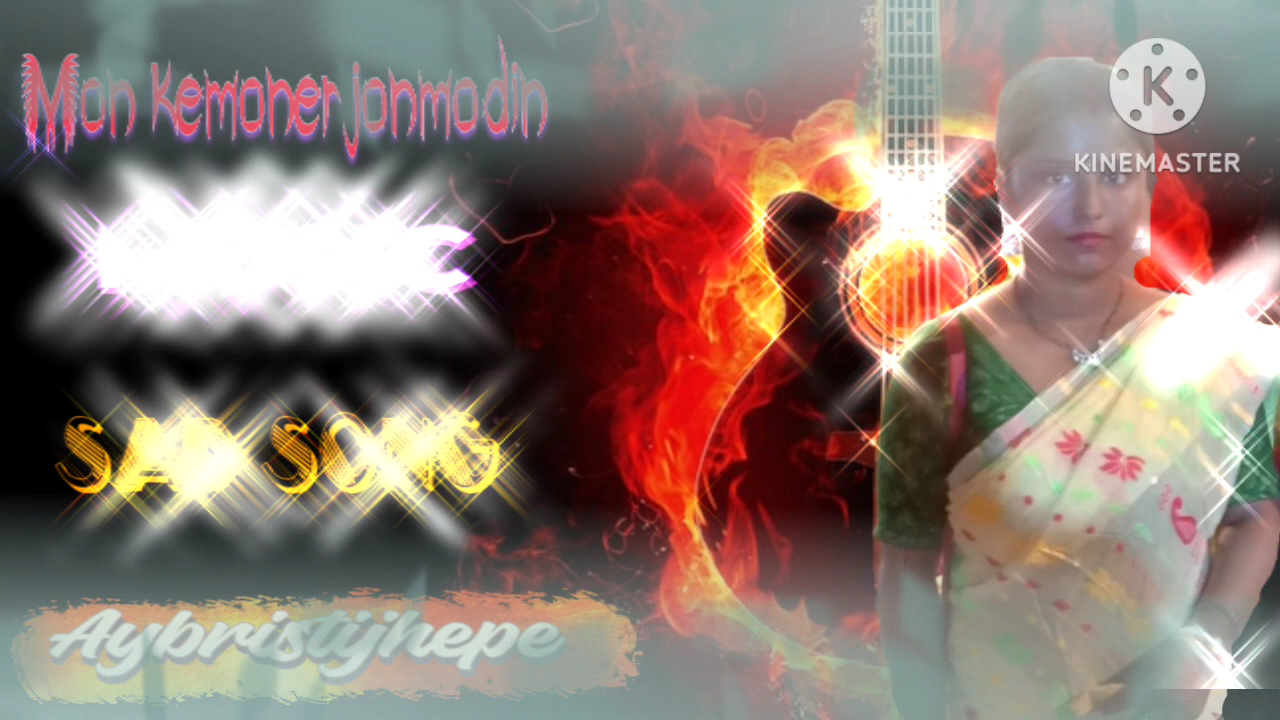 Mon Kemoner jonmodin
K
KINEMASTER
SAD SONG
Aybristijhepe